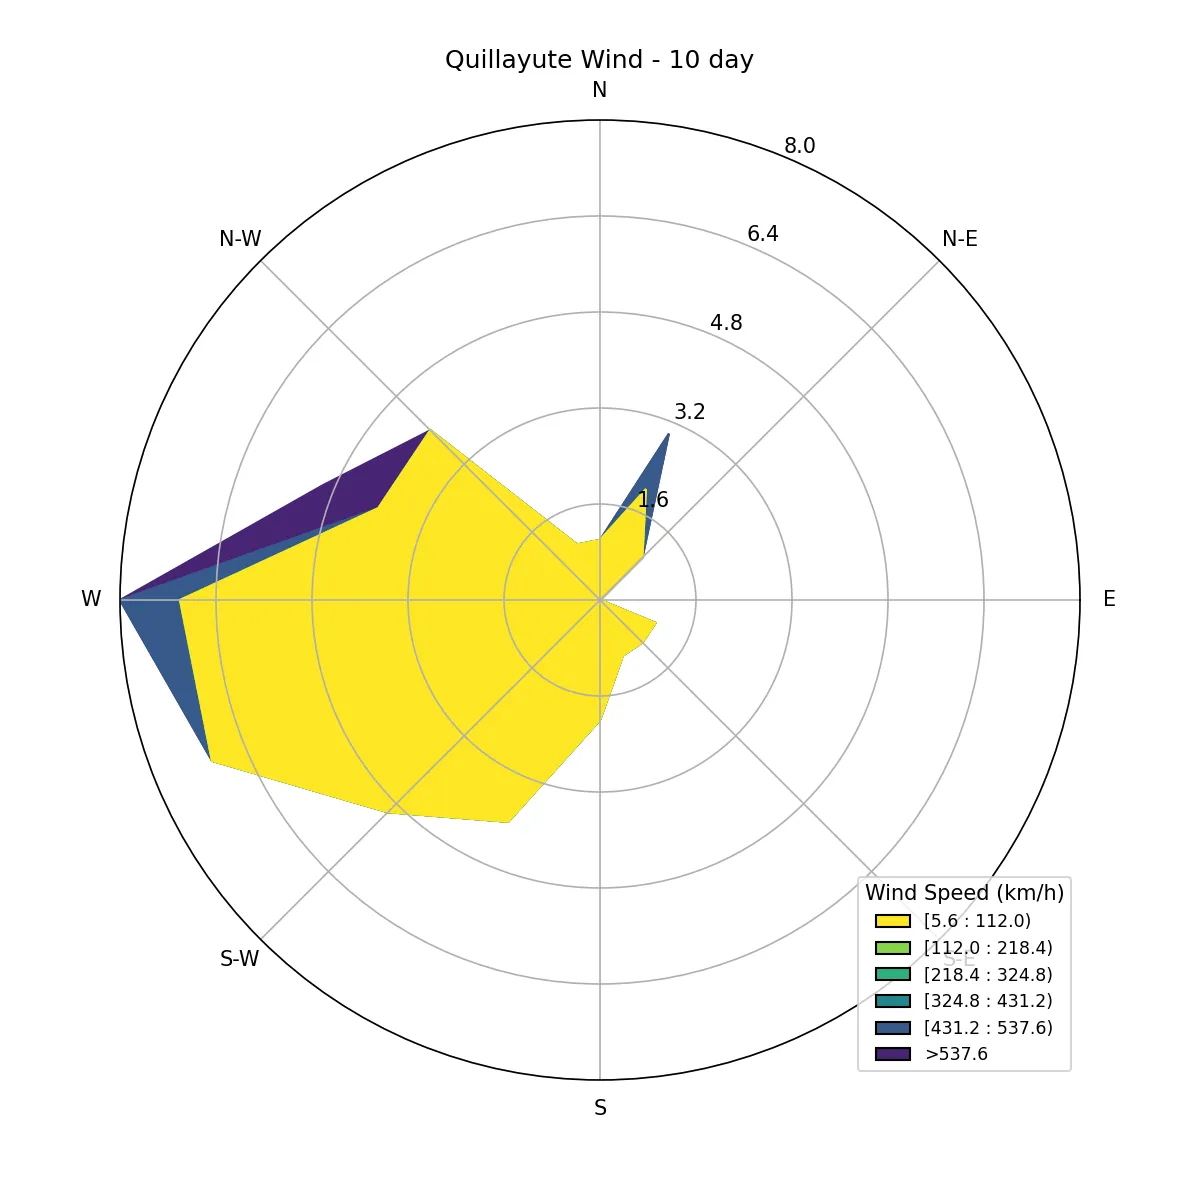 Quillayute Wind - 10 day
N
8.0
N-W
6.4
N-E
4.8
3.2
1.6
W
E
S-W
S-E
Wind Speed (km/h)
[5.6 : 112.0)
[112.0 : 218.4)
[218.4 : 324.8)
[324.8 : 431.2)
[431.2 : 537.6)
>537.6
S